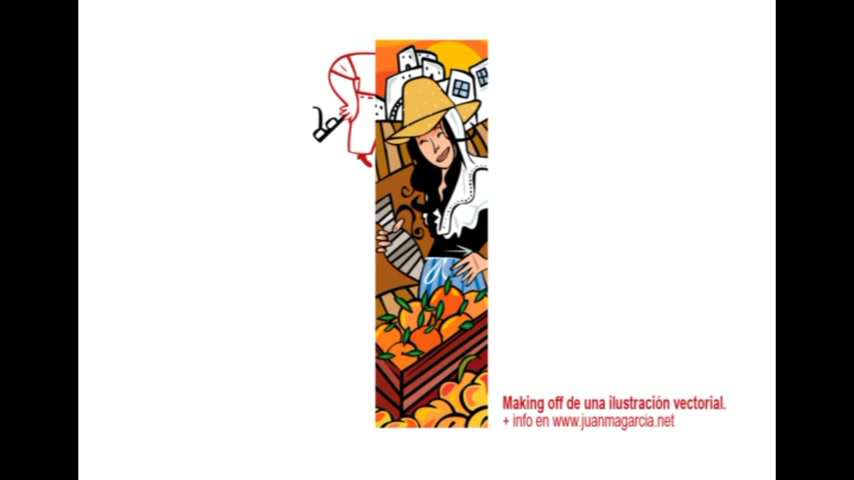 Making off de una ilustración vectorial.
+ info en www.juanmagarcia.net